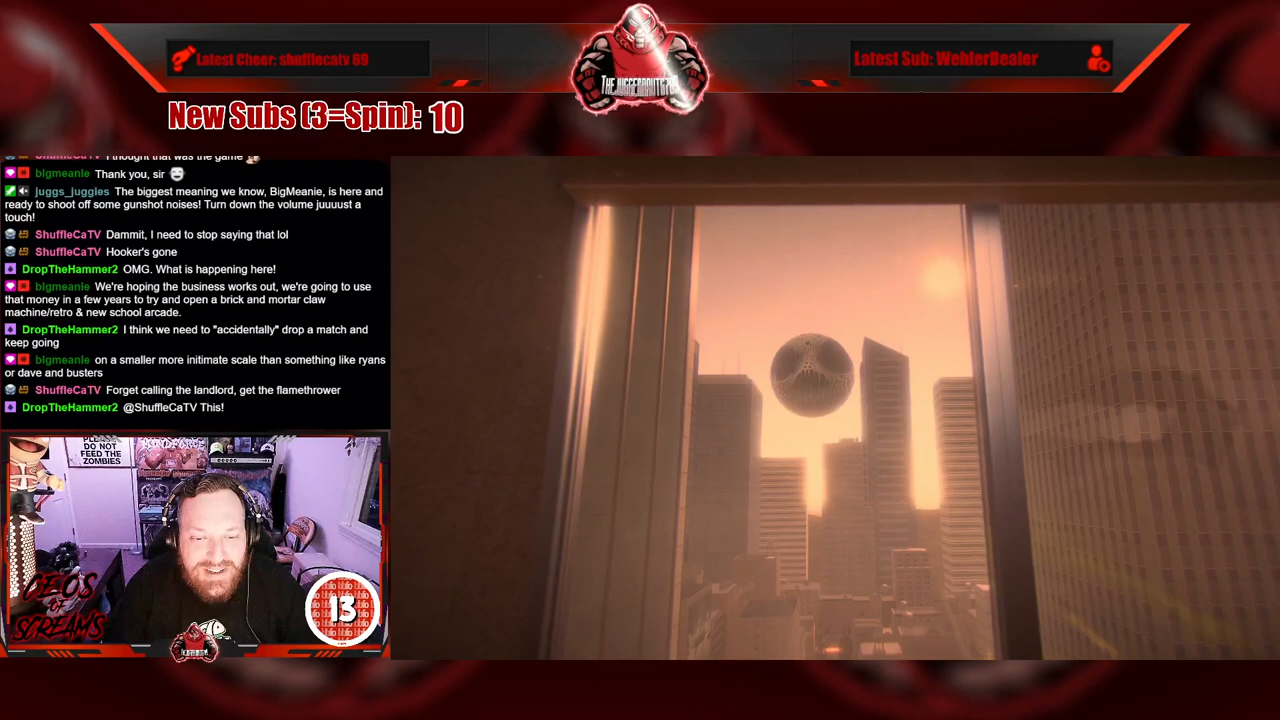 Latest Cheer: shufflecatv 69
THEJUGGERNAUT6789
Latest Sub: WehlerDealer
New Subs (3=Spin): 10
ShuffleCaTV I thought that was the game
bigmeanie Thank you, sir
juggs_juggles The biggest meaning we know, BigMeanie, is here and
ready to shoot off some gunshot noises! Turn down the volume juuuust a
touch!
ShuffleCaTV Dammit, I need to stop saying that lol
ShuffleCaTV Hooker's gone
DropTheHammer2 OMG. What is happening here!
bigmeanie We're hoping the business works out, we're going to use
that money in a few years to try and open a brick and mortar claw
machine/retro & new school arcade.
DropTheHammer2 I think we need to "accidentally" drop a match and
keep going
bigmeanie on a smaller more initimate scale than something like ryans
or dave and busters
ShuffleCaTV Forget calling the landlord, get the flamethrower
DropTheHammer2 @ShuffleCaTV This!
PLEASE
DO NOT
FEED THE
ZOMBIES
GEOS
OF
SCREAMS
13